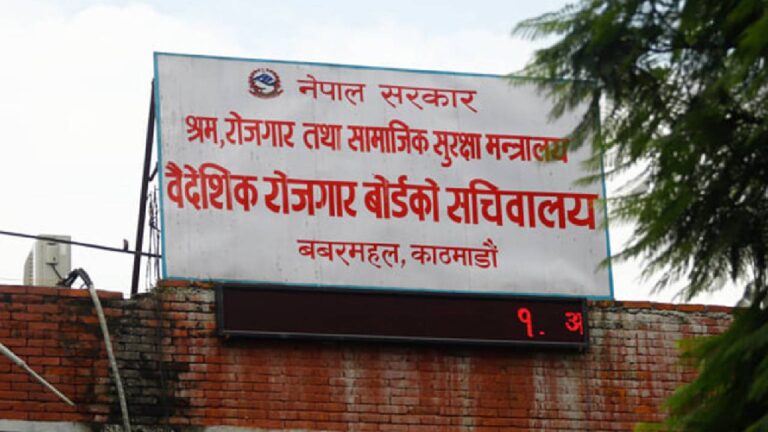 नेपाल सरकार
श्रम, रोजगार तथा सामाजिक सुरक्षा मन्त्रालय
वैदेशिक रोजगार बोर्डको सचिवालय
बबरमहल, काठमाडौं
१. अ